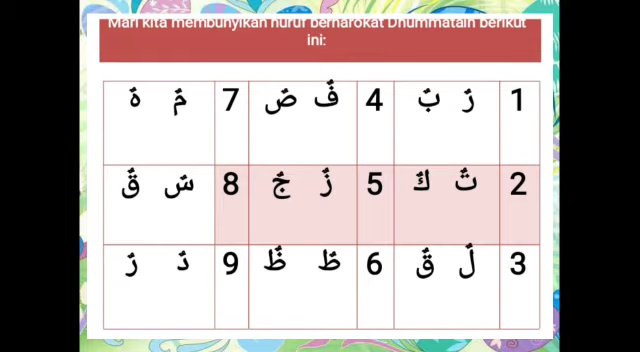 Mari kita membunyikan huruf berharokat Dhummatain berikut
ini:
1 رٌ بٌ 4 فٌ صٌ 7 مٌ ةٌ
2 تٌ كٌ 5 زٌ جٌ 8 سٌ قٌ
3 لٌ قٌ 6 طٌ ظٌ 9 دٌ رٌ